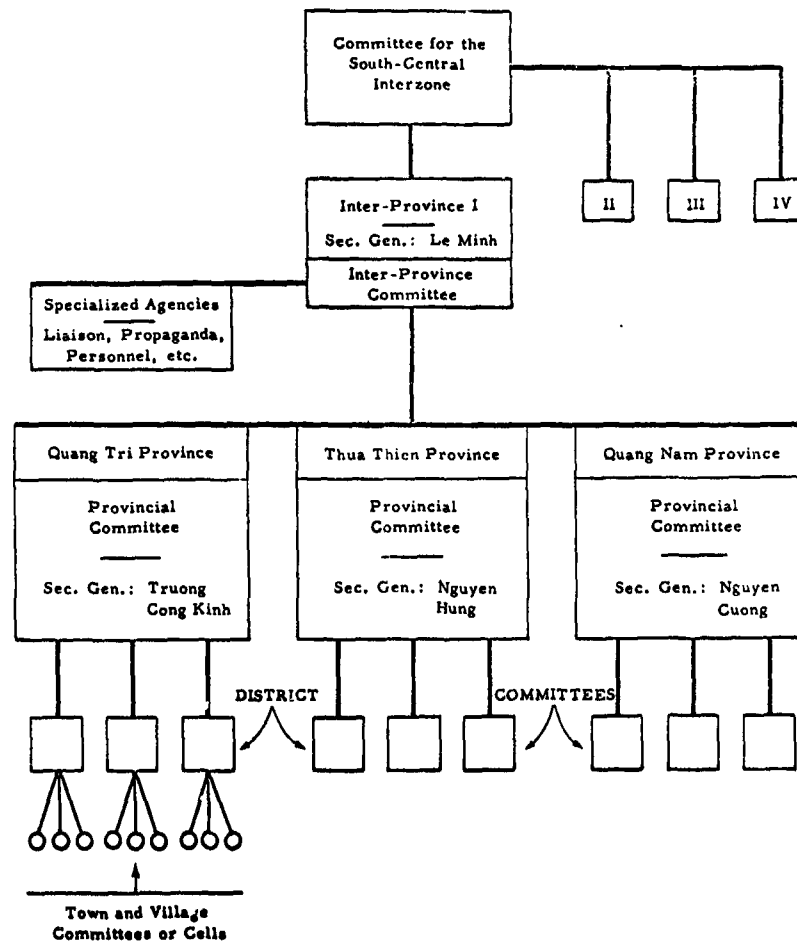 Committee for the
South-Central
Interzone
II
III
IV
Inter-Province I
Sec. Gen.: Le Minh
Inter-Province
Committee
Specialized Agencies
Liaison, Propaganda,
Personnel, etc.
Quang Tri Province
Provincial
Committee
Sec. Gen.: Truong
Cong Kinh
Thua Thien Province
Provincial
Committee
Sec. Gen.: Nguyen
Hung
Quang Nam Province
Provincial
Committee
Sec. Gen.: Nguyen
Cuong
DISTRICT
COMMITTEES
Town and Village
Committees or Cells